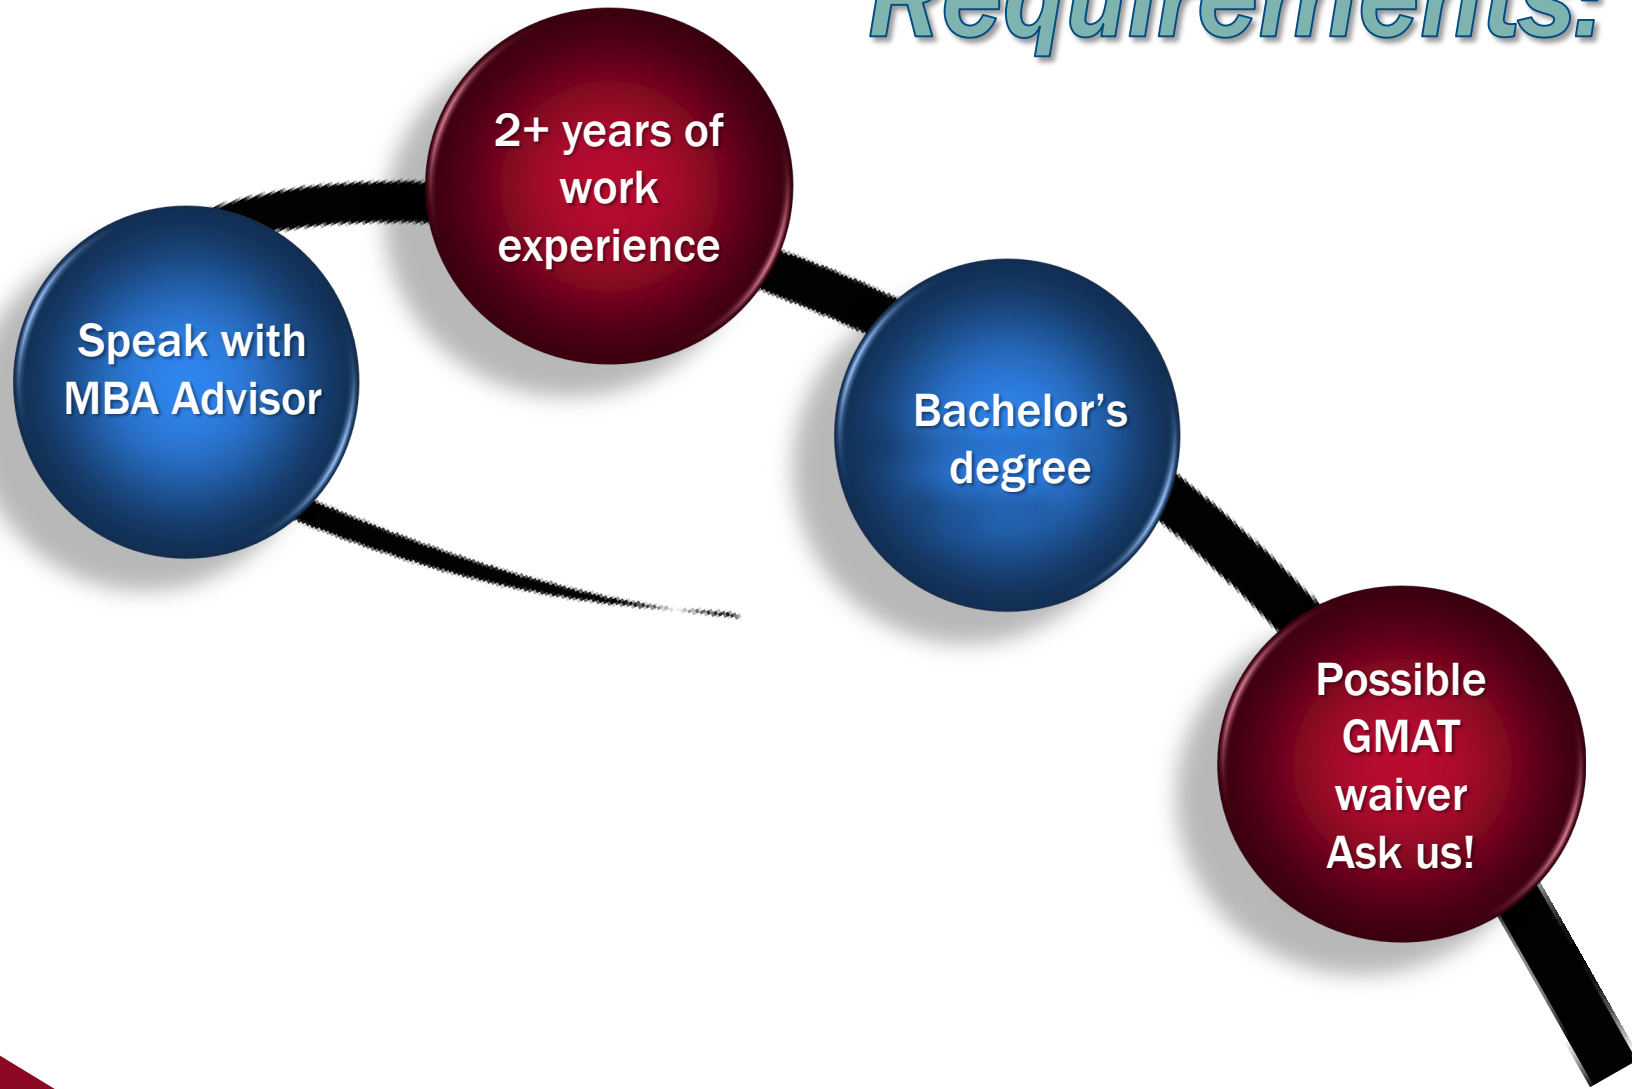 Requirements:
2+ years of
work
experience
Speak with
MBA Advisor
Bachelor’s
degree
Possible
GMAT
waiver
Ask us!